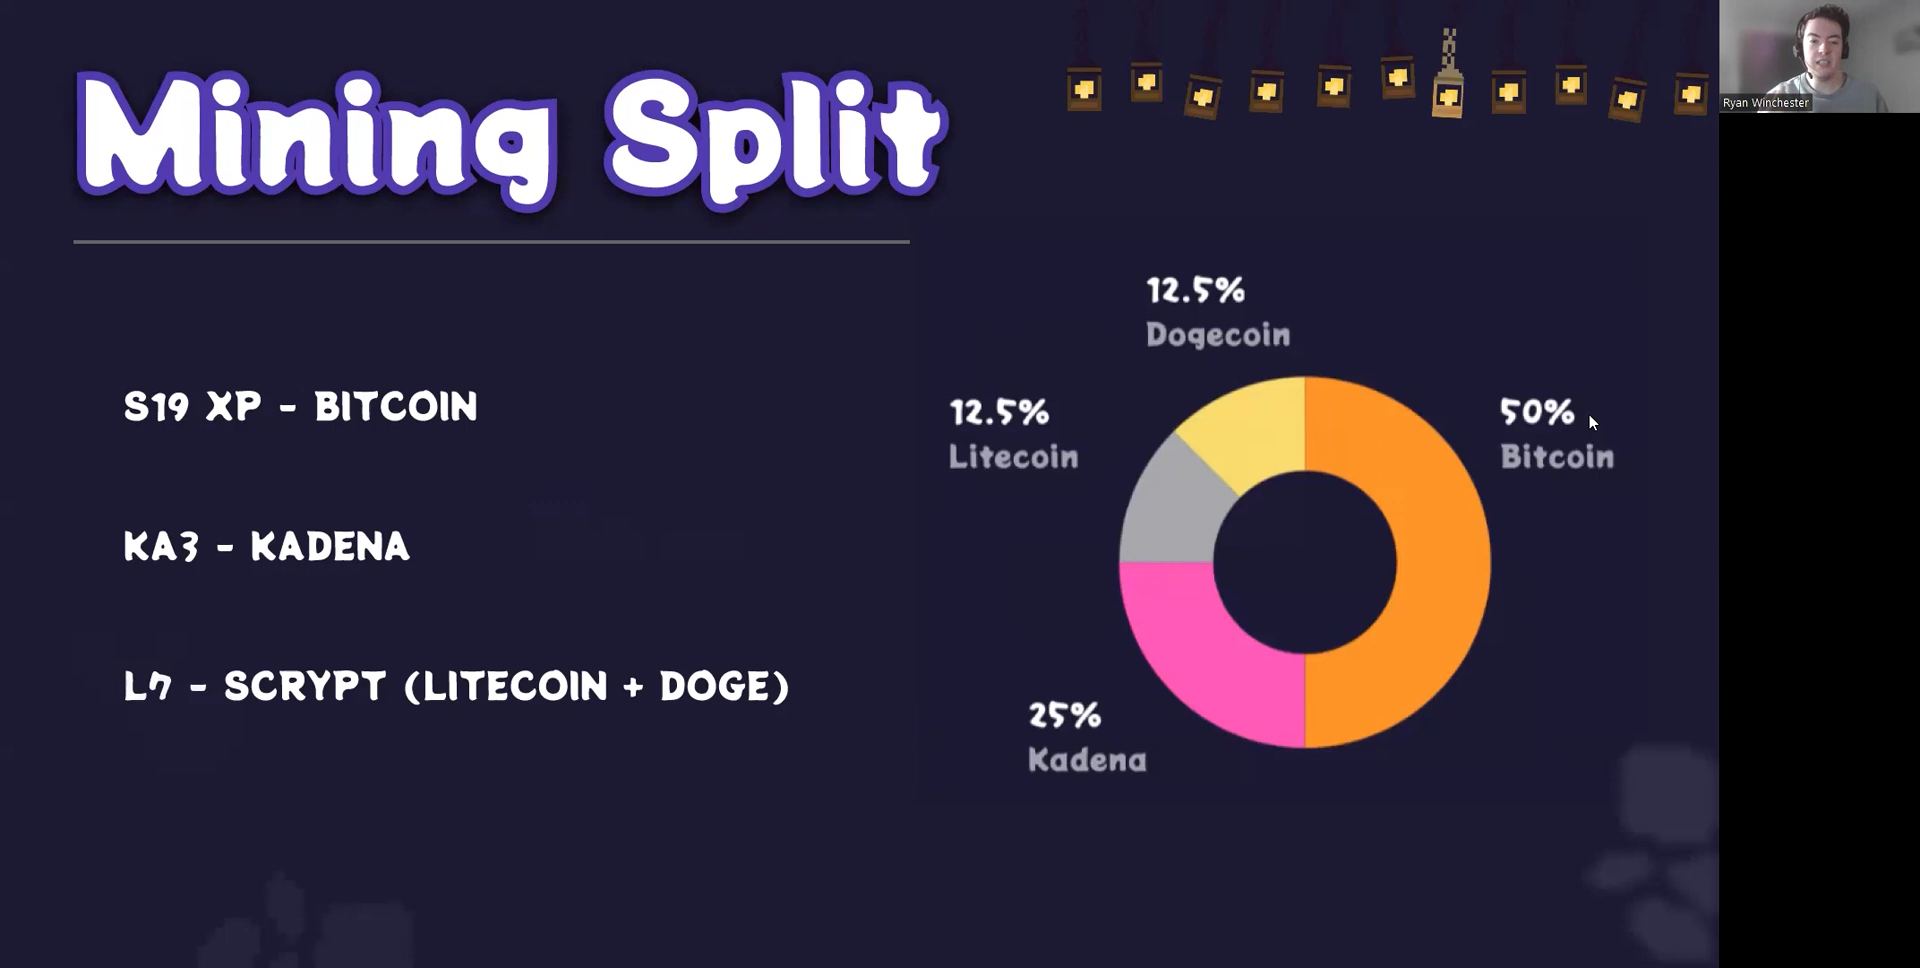 Mining Split
Ryan Winchester
S19 XP - BITCOIN
KA3 - KADENA
L7 - SCRYPT (LITECOIN + DOGE)
12.5%
Dogecoin
12.5%
Litecoin
50%
Bitcoin
25%
Kadena